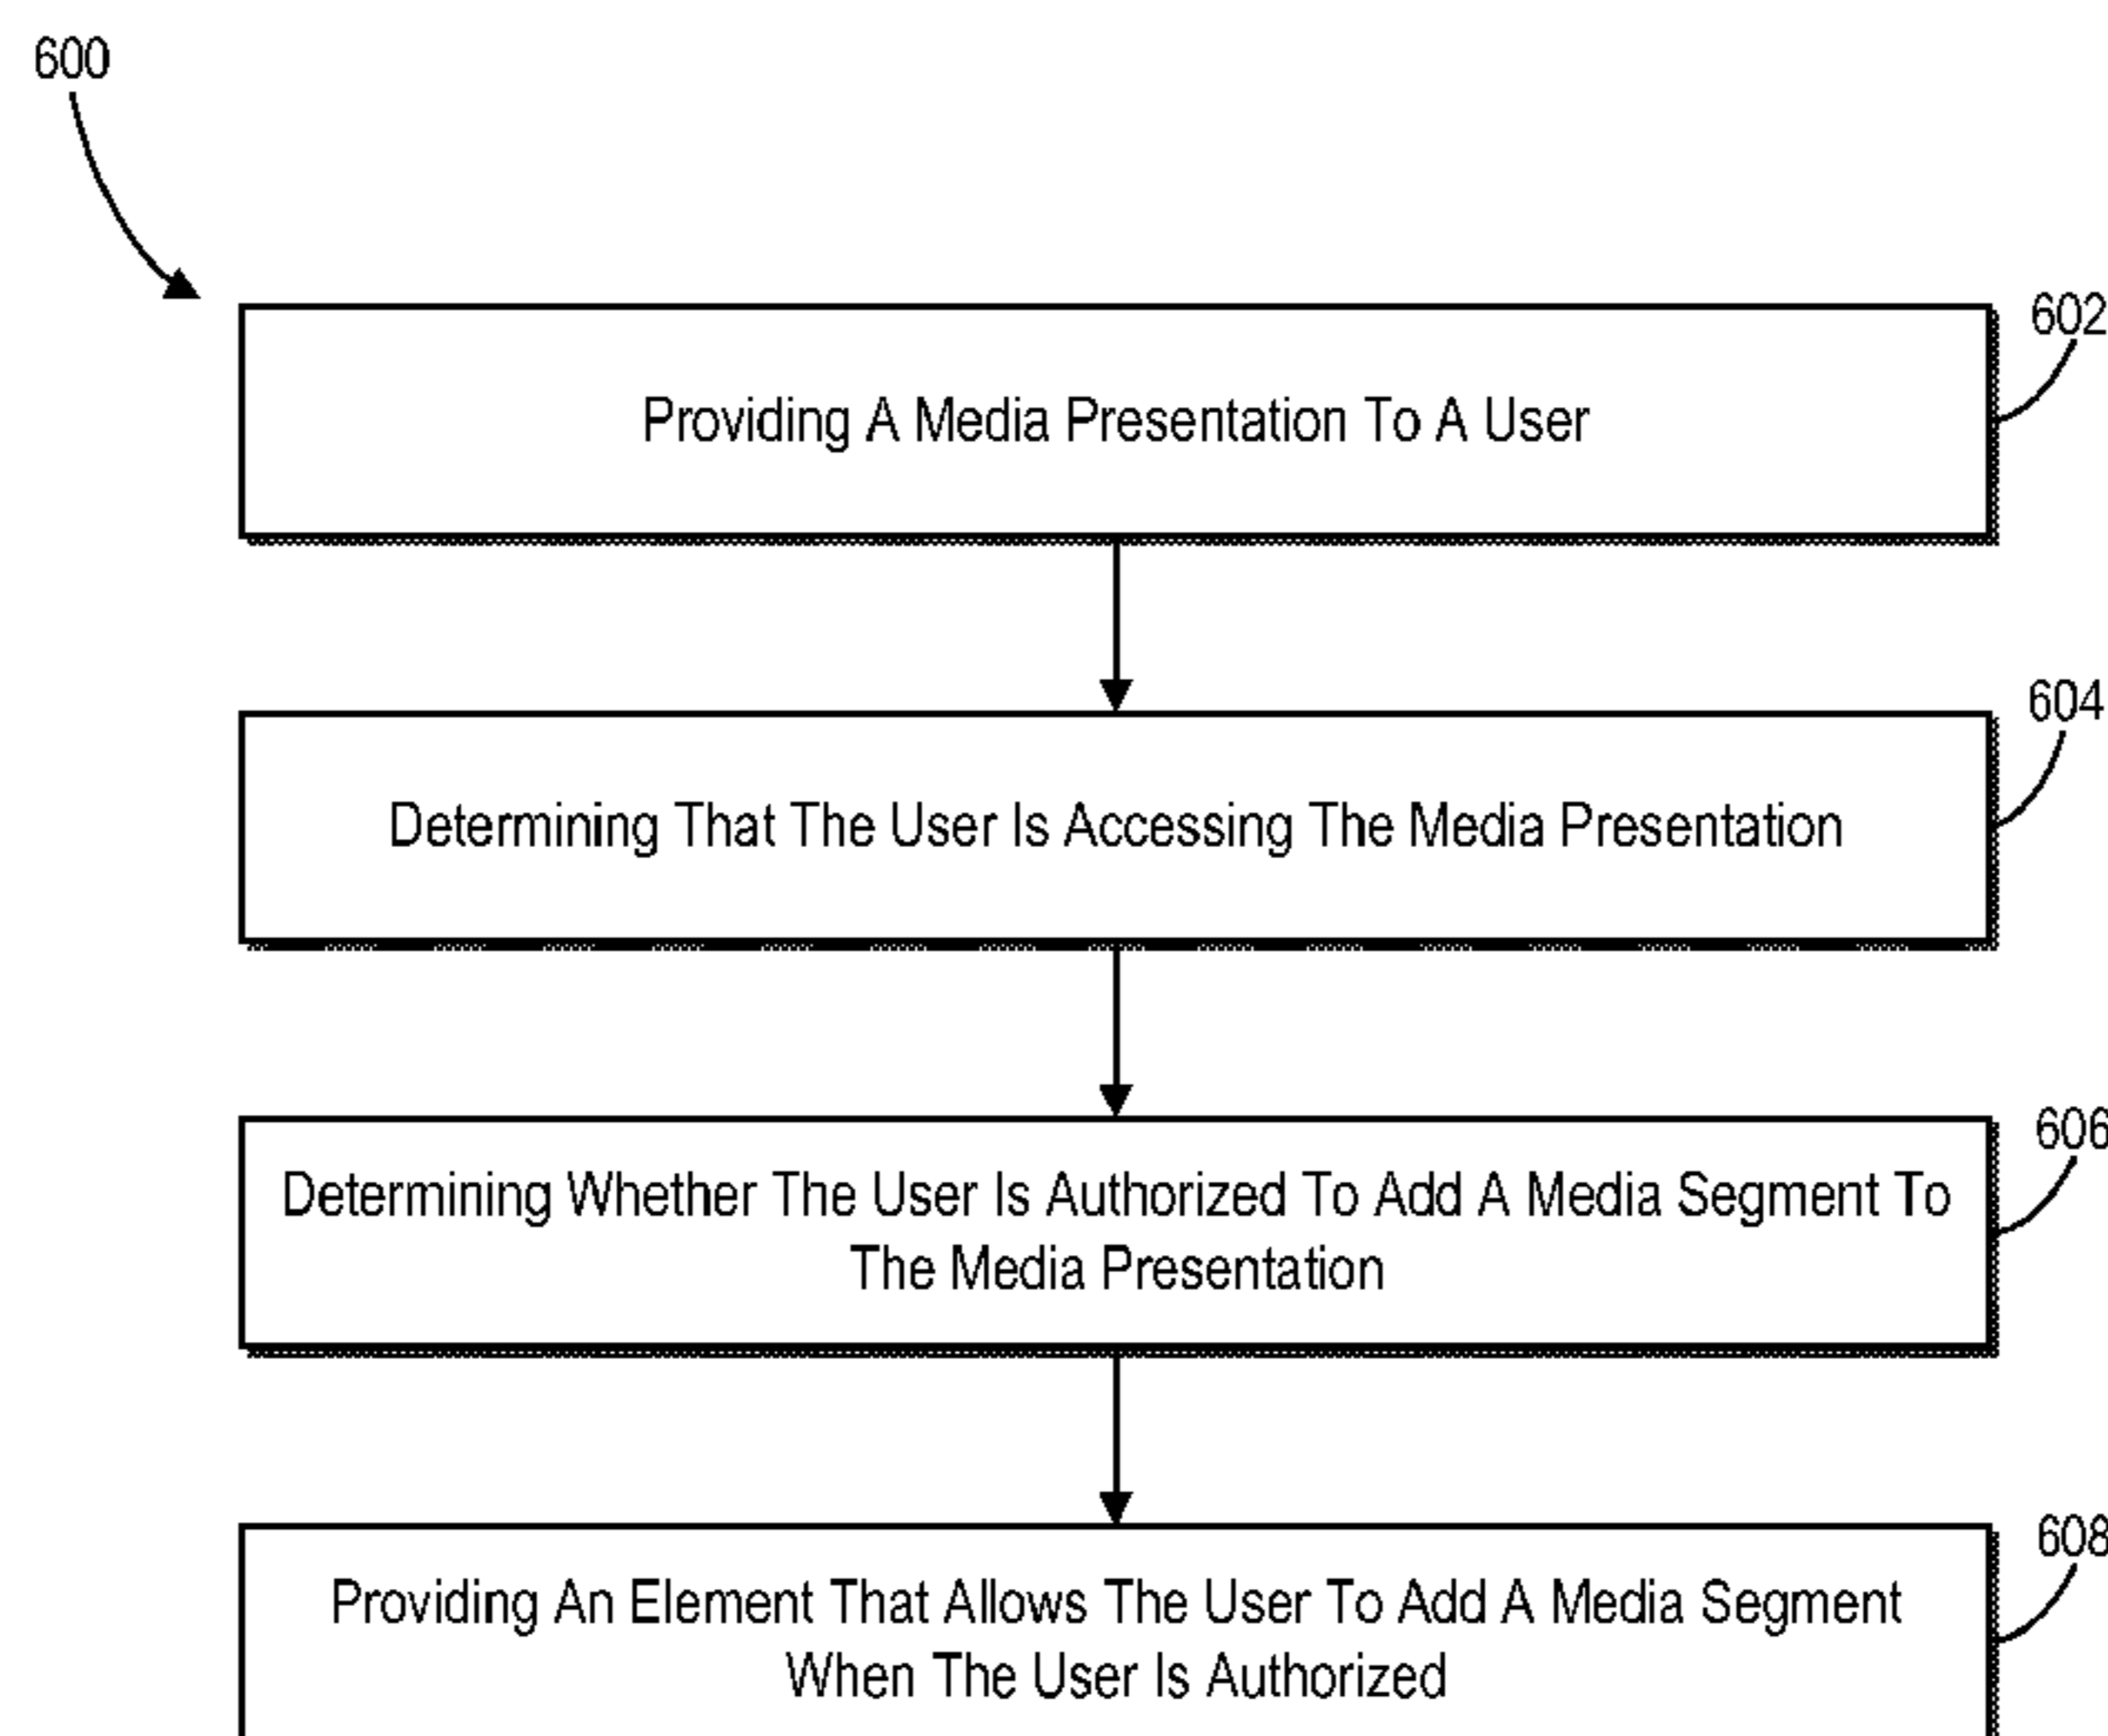 600
602
Providing A Media Presentation To A User
604
Determining That The User Is Accessing The Media Presentation
606
Determining Whether The User Is Authorized To Add A Media Segment To
The Media Presentation
608
Providing An Element That Allows The User To Add A Media Segment
When The User Is Authorized